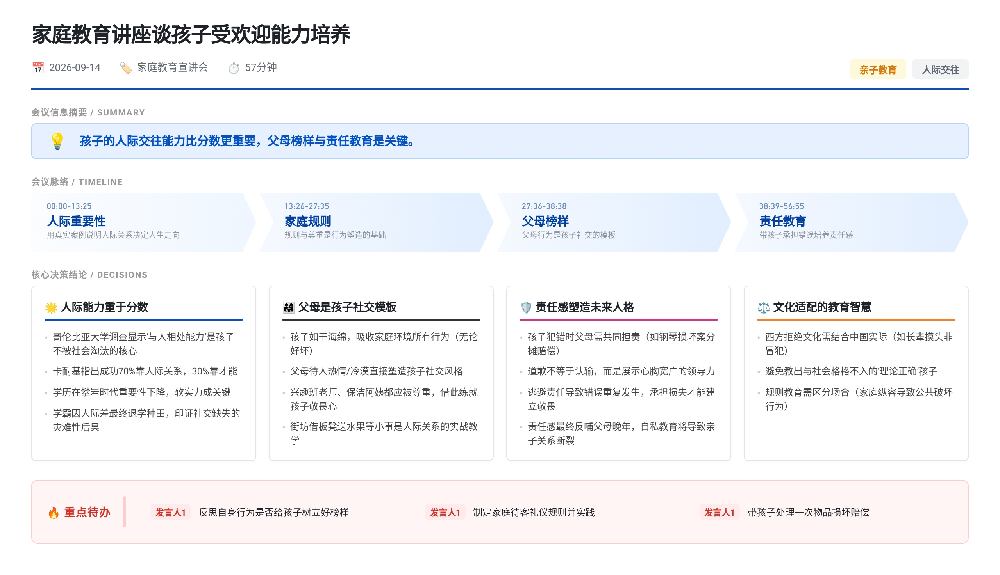 家庭教育讲座谈孩子受欢迎能力培养
2026-09-14 家庭教育宣讲会 57分钟 亲子教育 人际交往
会议信息摘要 / SUMMARY
孩子的人际交往能力比分数更重要，父母榜样与责任教育是关键。
会议脉络 / TIMELINE
00:00-13:25
人际重要性
用真实案例说明人际关系决定人生走向
13:26-27:35
家庭规则
规则与尊重是行为塑造的基础
27:36-38:38
父母榜样
父母行为是孩子社交的模板
38:39-56:55
责任教育
带孩子承担错误培养责任感
核心决策结论 / DECISIONS
人际能力重于分数
哥伦比亚大学调查显示‘与人相处能力’是孩子
不被社会淘汰的核心
卡耐基指出成功70%靠人际关系，30%靠才能
学历在攀岩时代重要性下降，软实力成关键
学霸因人际差最终退学种田，印证社交缺失的
灾难性后果
父母是孩子社交模板
孩子如干海绵，吸收家庭环境所有行为（无论
好坏）
父母待人热情/冷漠直接塑造孩子社交风格
兴趣班老师、保洁阿姨都应被尊重，借此练就
孩子敬畏心
街坊借板凳送水果等小事是人际关系的实战教
学
责任感塑造未来人格
孩子犯错时父母需共同担责（如钢琴损坏案分
摊赔偿）
道歉不等于认输，而是展示心胸宽广的领导力
逃避责任导致错误重复发生，承担损失才能建
立敬畏
责任感最终反哺父母晚年，自私教育将导致亲
子关系断裂
文化适配的教育智慧
西方拒绝文化需结合中国实际（如长辈摸头非
冒犯）
避免教出与社会格格不入的‘理论正确’孩子
规则教育需区分场合（家庭纵容导致公共破坏
行为）
重点待办
发言人1 反思自身行为是否给孩子树立好榜样
发言人1 制定家庭待客礼仪规则并实践
发言人1 带孩子处理一次物品损坏赔偿